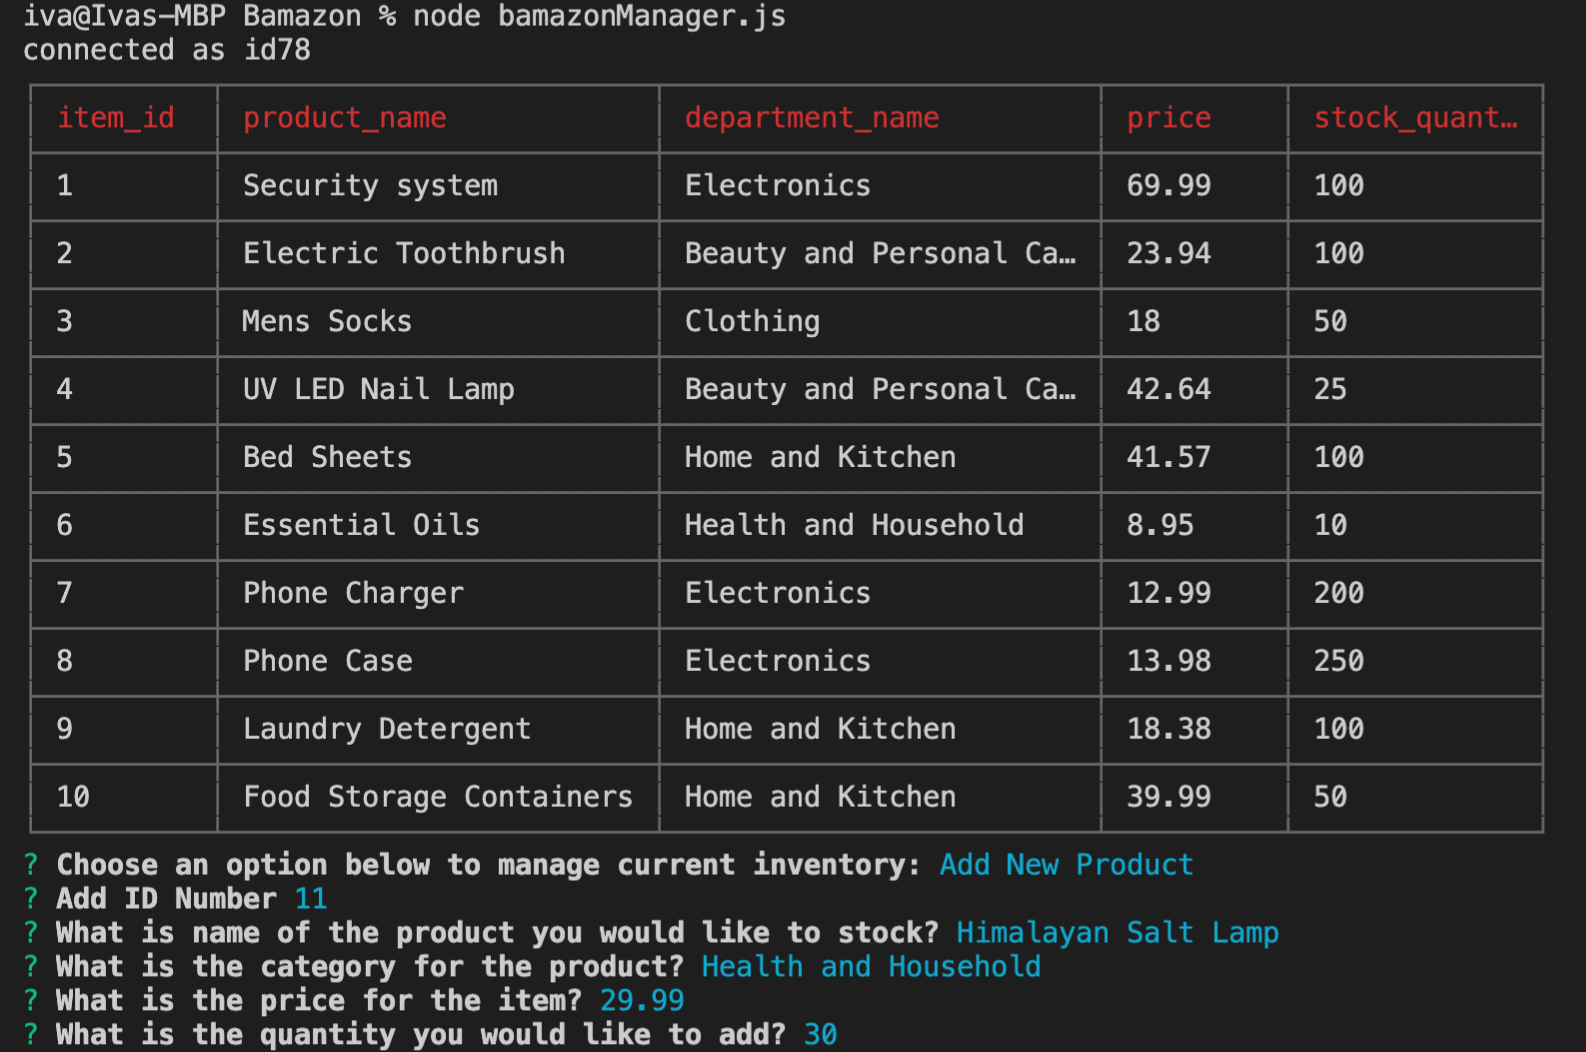 iva@Ivas-MBP Bamazon % node bamazonManager.js
connected as id78
item_id product_name department_name price stock_quant…
1 Security system Electronics 69.99 100
2 Electric Toothbrush Beauty and Personal Ca… 23.94 100
3 Mens Socks Clothing 18 50
4 UV LED Nail Lamp Beauty and Personal Ca… 42.64 25
5 Bed Sheets Home and Kitchen 41.57 100
6 Essential Oils Health and Household 8.95 10
7 Phone Charger Electronics 12.99 200
8 Phone Case Electronics 13.98 250
9 Laundry Detergent Home and Kitchen 18.38 100
10 Food Storage Containers Home and Kitchen 39.99 50
? Choose an option below to manage current inventory: Add New Product
? Add ID Number 11
? What is name of the product you would like to stock? Himalayan Salt Lamp
? What is the category for the product? Health and Household
? What is the price for the item? 29.99
? What is the quantity you would like to add? 30